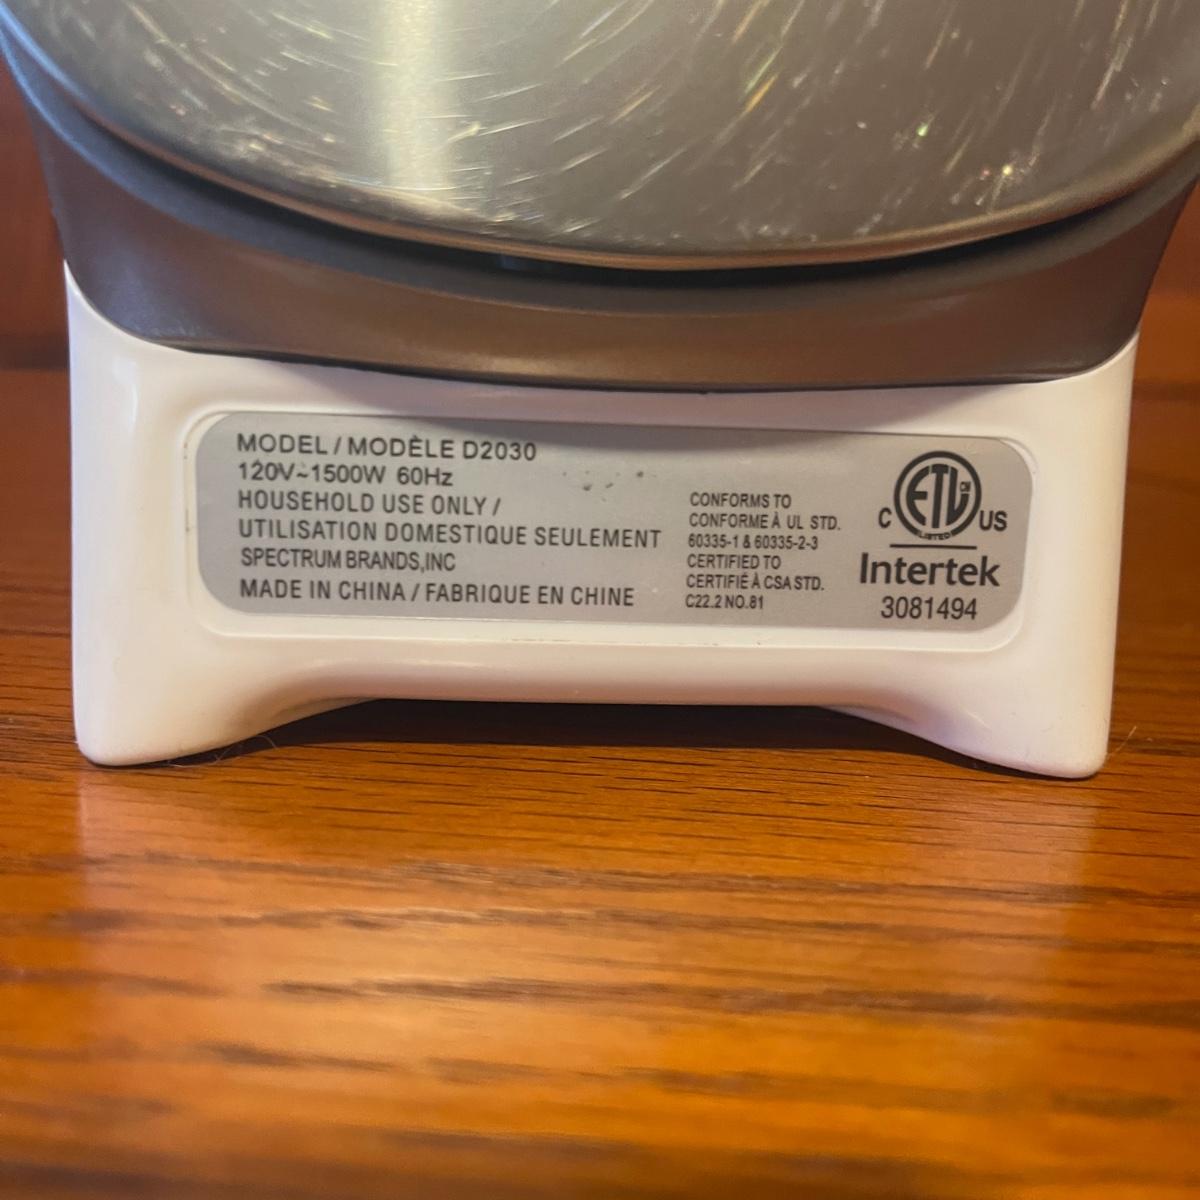 MODEL / MODÈLE D2030
120V~1500W 60Hz
HOUSEHOLD USE ONLY /
UTILISATION DOMESTIQUE SEULEMENT
SPECTRUM BRANDS,INC
MADE IN CHINA / FABRIQUE EN CHINE
CONFORMS TO
CONFORME À UL STD.
60335-1 & 60335-2-3
CERTIFIED TO
CERTIFIÉ À CSA STD.
C22.2 NO.81
ETL CM
C LISTED US
Intertek
3081494